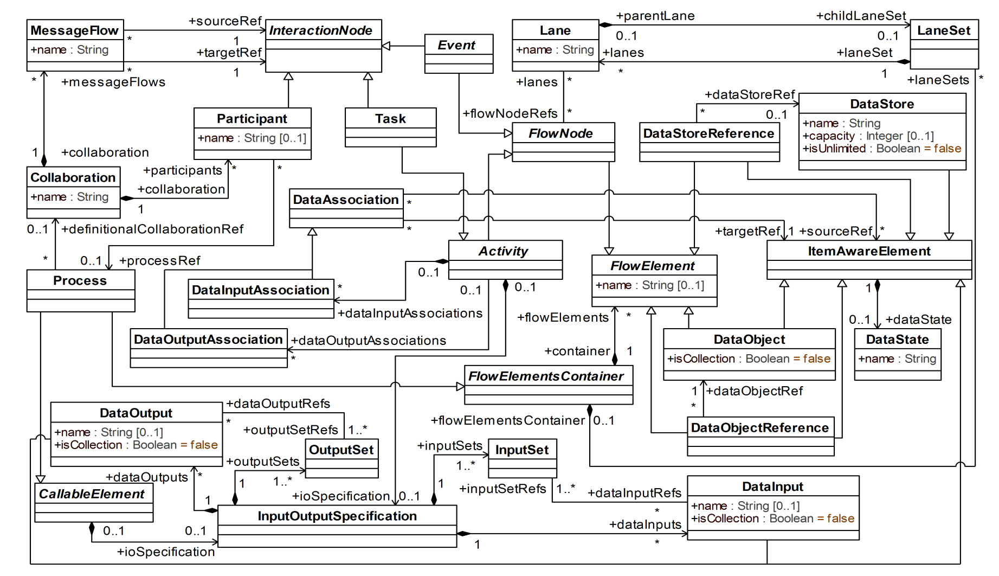 +sourceRef
+parentLane
+childLaneSet
MessageFlow
InteractionNode
Lane
LaneSet
*
1
0..1
0..1
Event
+name : String
+name : String
+targetRef
+lanes
+laneSet
*
1
*
1
*
+messageFlows
+lanes
*
+laneSets
*
+dataStoreRef
DataStore
Participant
Task
+flowNodeRefs
*
*
0..1
+name : String
+name : String [0..1]
FlowNode
DataStoreReference
+capacity : Integer [0..1]
+isUnlimited : Boolean = false
1
+collaboration
+participants
*
*
Collaboration
+collaboration
+name : String
DataAssociation
*
1
0..1
+definitionalCollaborationRef
*
+targetRef
1
+sourceRef
*
Activity
ItemAwareElement
*
0..1
+processRef
0..1
FlowElement
Process
DataInputAssociation
*
0..1
0..1
+name : String [0..1]
1
+dataInputAssociations
+flowElements
*
0..1
+dataState
DataOutputAssociation
+dataOutputAssociations
DataObject
DataState
*
+container
1
+isCollection : Boolean = false
+name : String
FlowElementsContainer
1
+dataObjectRef
+dataOutputRefs
*
DataOutput
*
+flowElementsContainer
0..1
DataObjectReference
+name : String [0..1]
+outputSetRefs
1..*
+isCollection : Boolean = false
+inputSets
OutputSet
InputSet
+outputSets
1..*
+dataOutputs
*
1
1..*
1
DataInput
CallableElement
+inputSetRefs
1..*
+dataInputRefs
1
+ioSpecification
0..1
+name : String [0..1]
*
InputOutputSpecification
+isCollection : Boolean = false
+dataInputs
0..1
0..1
1
*
+ioSpecification